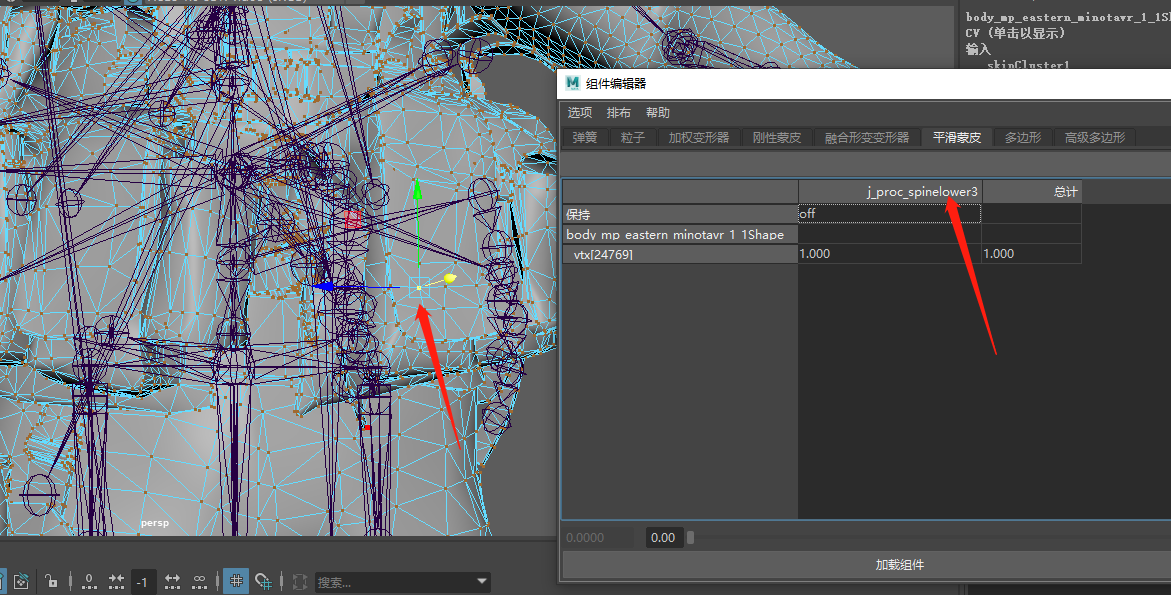 body_mp_eastern_minotavr_1_1Sh
CV（单击以显示）
输入
skinCluster1
组件编辑器
选项 排布 帮助
弹簧 粒子 加权变形器 刚性蒙皮 融合形变变形器 平滑蒙皮 多边形 高级多边形
j_proc_spinelower3 总计
保持 off
body_mp_eastern_minotavr_1_1Shape
vtx[24769] 1.000 1.000
persp
0.0000 0.00
加载组件
0 -1 搜索...